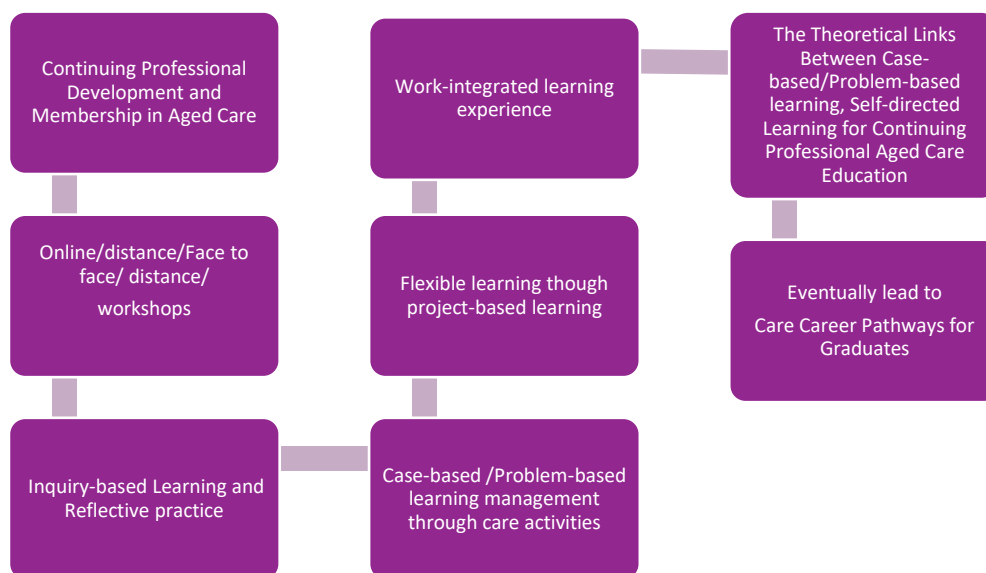 Continuing Professional
Development and
Membership in Aged Care
Online/distance/Face to
face/ distance/
workshops
Inquiry-based Learning and
Reflective practice
Case-based /Problem-based
learning management
through care activities
Flexible learning though
project-based learning
Work-integrated learning
experience
The Theoretical Links
Between Case-
based/Problem-based
learning, Self-directed
Learning for Continuing
Professional Aged Care
Education
Eventually lead to
Care Career Pathways for
Graduates